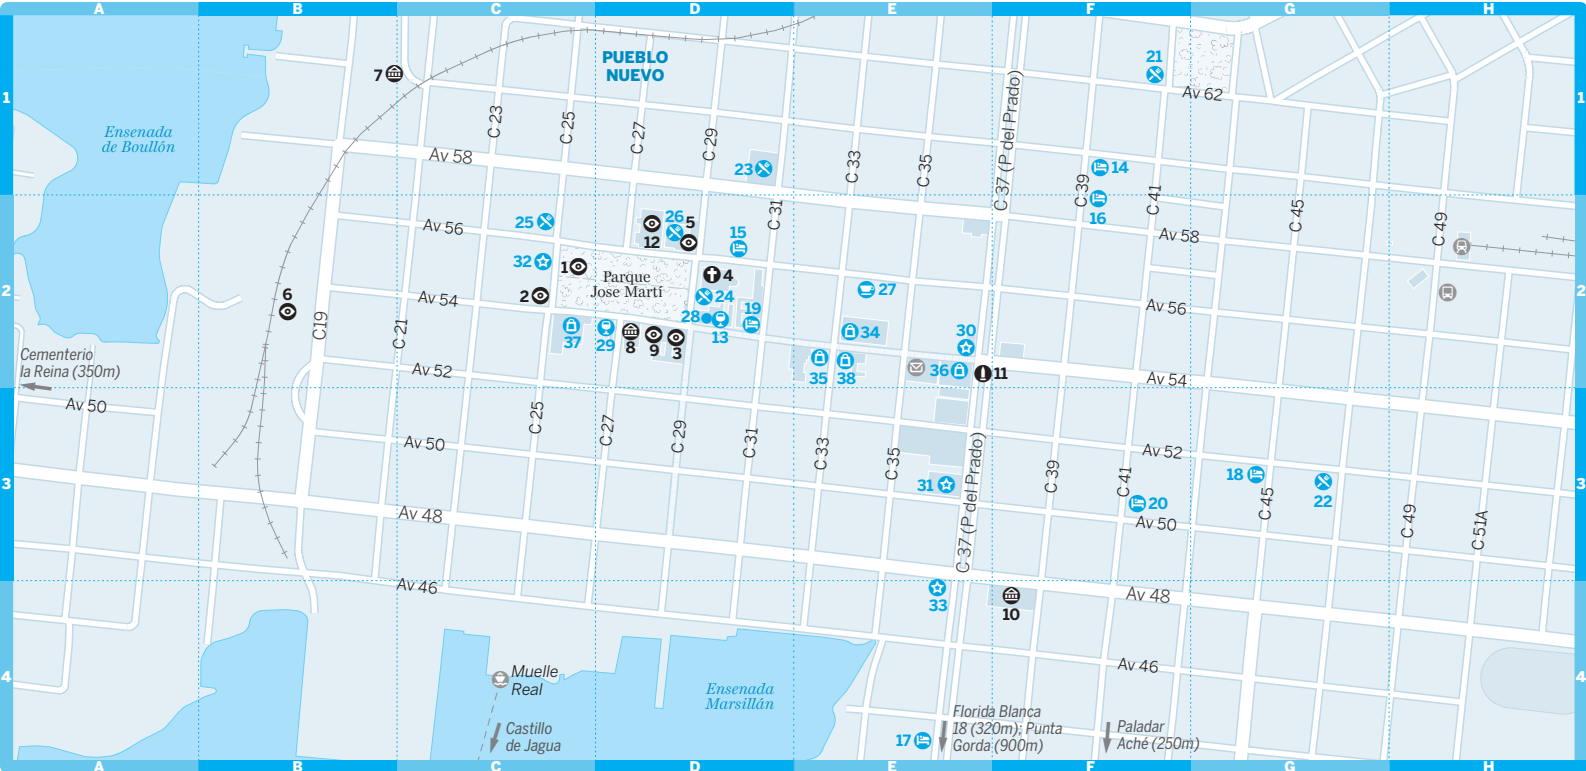 A B C D E F G H
1
1
2
2
3
3
4
4
A B C D E F G H
PUEBLO
NUEVO
7
21
Av 62
Ensenada
de Boullón
C 23
C 25
C 27
C 29
C 33
C 35
C 37 (P del Prado)
Av 58
23
14
C 39
C 41
16
C 31
C 45
C 49
Av 56
25
26
5
12
15
Av 58
32
1
Parque
Jose Martí
4
2
24
27
Av 54
6
Av 56
28
19
13
34
30
37
29
8
9
3
C19
C 21
35
38
36
11
Cementerio
la Reina (350m)
Av 52
Av 54
Av 50
C 25
C 27
C 29
C 31
C 33
C 35
C 37 (P del Prado)
C 39
C 41
C 45
C 49
C 51A
Av 50
Av 52
31
18
22
20
Av 48
Av 50
Av 46
33
10
Av 48
Muelle
Real
Av 46
Ensenada
Marsillán
Castillo
de Jagua
17
Florida Blanca
18 (320m); Punta
Gorda (900m)
Paladar
Aché (250m)